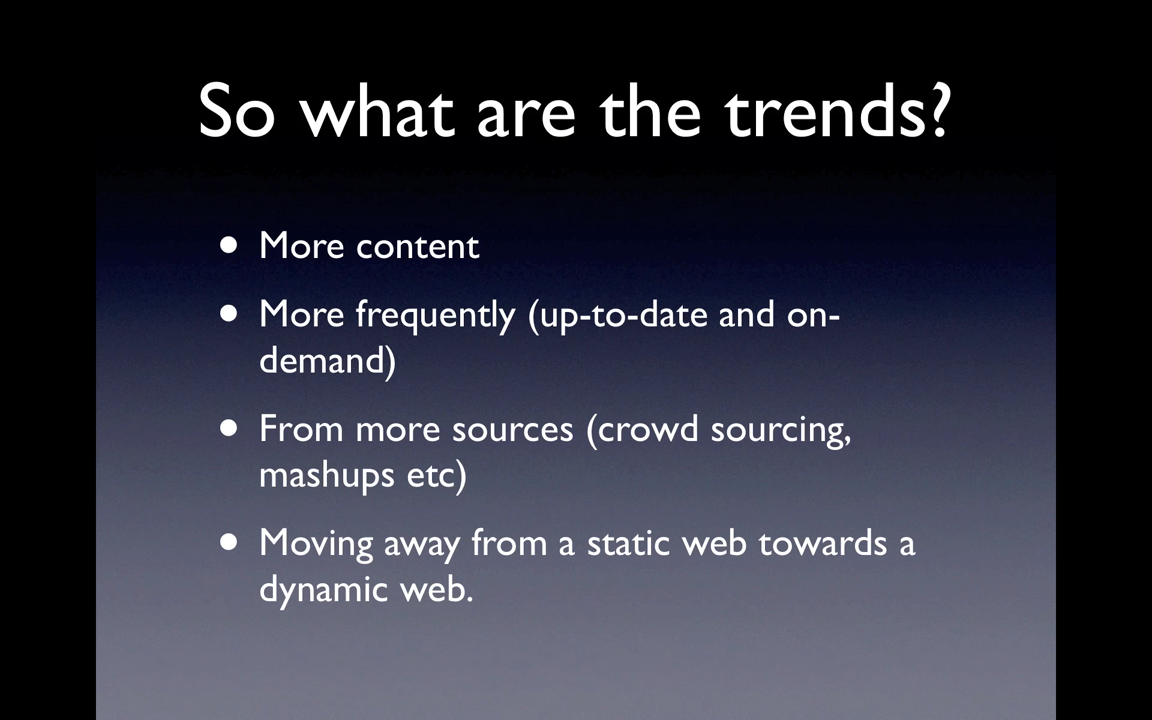 So what are the trends?
• More content
• More frequently (up-to-date and on-
demand)
• From more sources (crowd sourcing,
mashups etc)
• Moving away from a static web towards a
dynamic web.